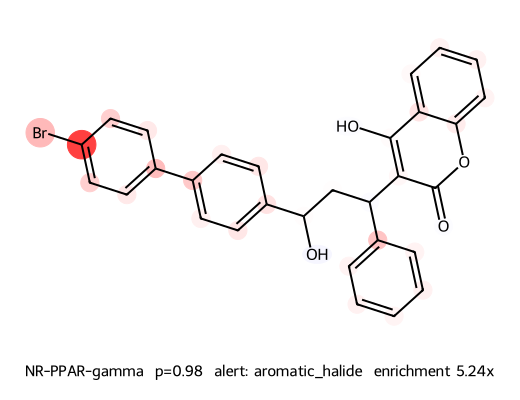 Br
HO
O
O
OH
NR-PPAR-gamma p=0.98 alert: aromatic_halide enrichment 5.24x